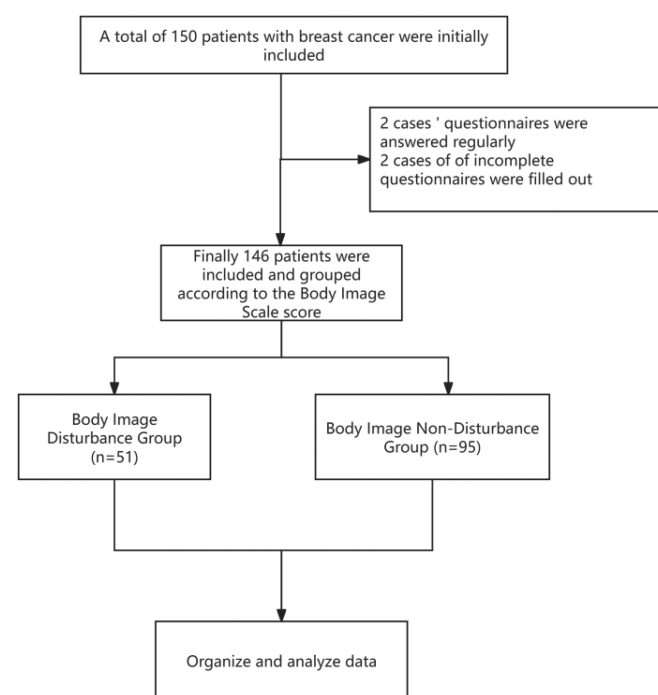 A total of 150 patients with breast cancer were initially
included
2 cases ' questionnaires were
answered regularly
2 cases of of incomplete
questionnaires were filled out
Finally 146 patients were
included and grouped
according to the Body Image
Scale score
Body Image
Disturbance Group
(n=51)
Body Image Non-Disturbance
Group (n=95)
Organize and analyze data